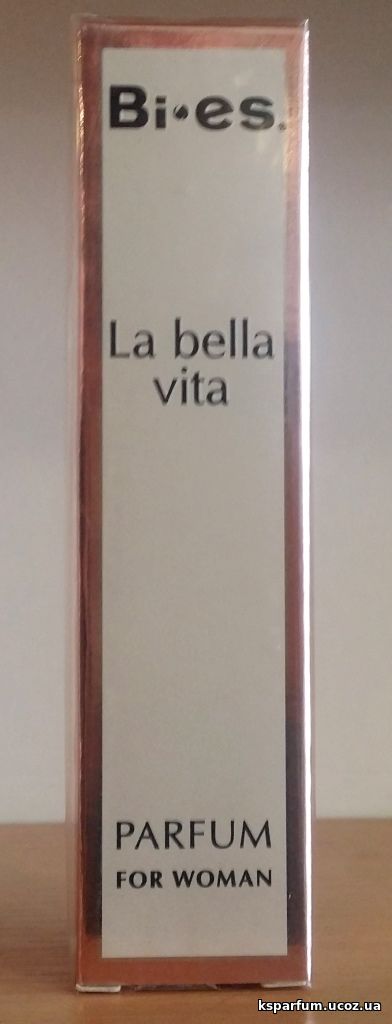 Bi·es.
La bella
vita
PARFUM
FOR WOMAN
ksparfum.ucoz.ua